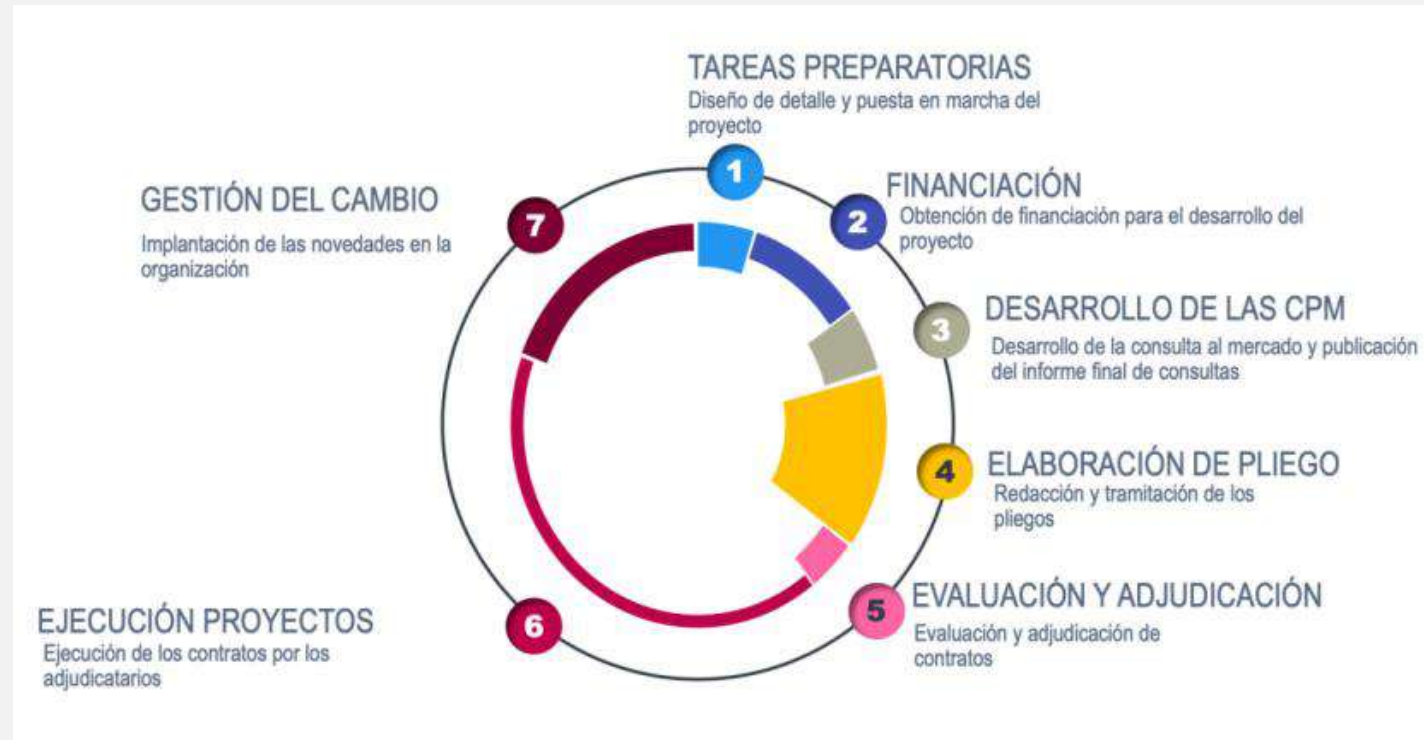 1
TAREAS PREPARATORIAS
Diseño de detalle y puesta en marcha del
proyecto
2
FINANCIACIÓN
Obtención de financiación para el desarrollo del
proyecto
3
DESARROLLO DE LAS CPM
Desarrollo de la consulta al mercado y publicación
del informe final de consultas
4
ELABORACIÓN DE PLIEGO
Redacción y tramitación de los
pliegos
5
EVALUACIÓN Y ADJUDICACIÓN
Evaluación y adjudicación de
contratos
6
EJECUCIÓN PROYECTOS
Ejecución de los contratos por los
adjudicatarios
7
GESTIÓN DEL CAMBIO
Implantación de las novedades en la
organización